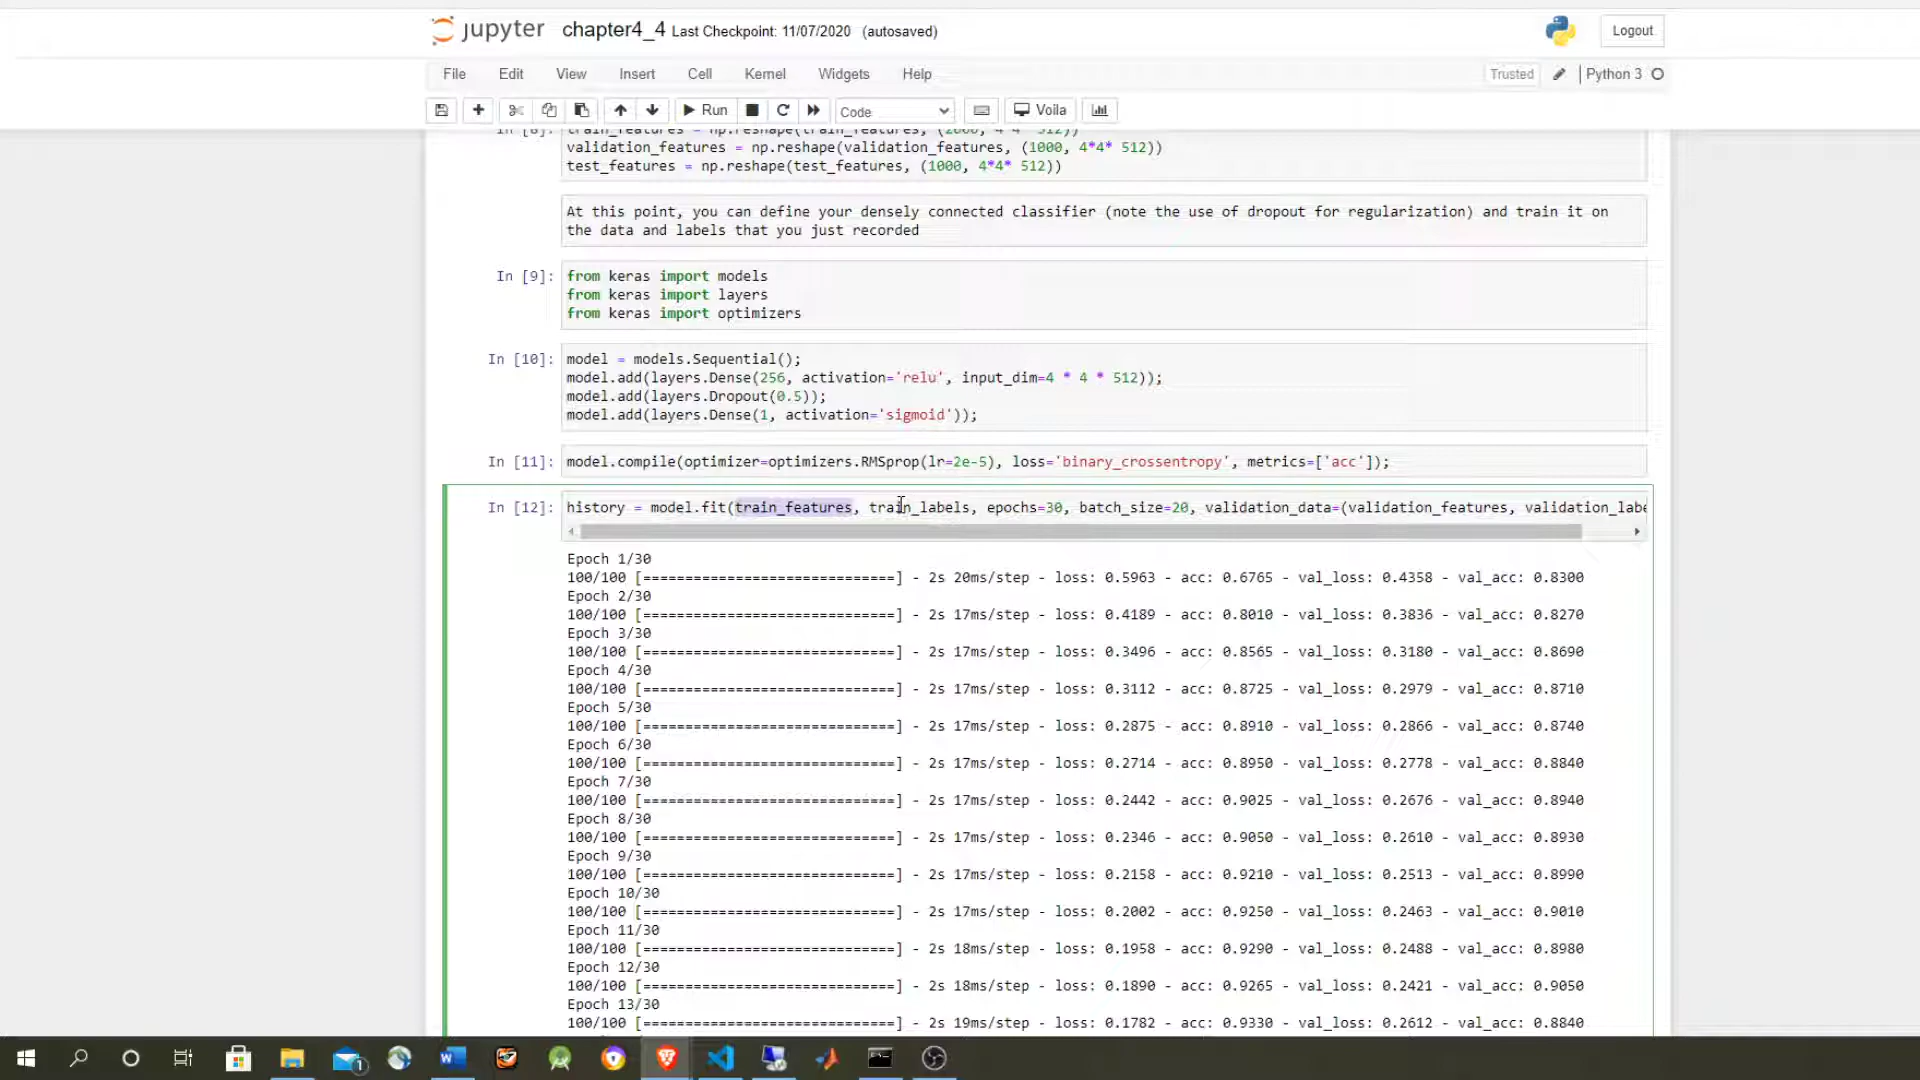 jupyter chapter4_4 Last Checkpoint: 11/07/2020 (autosaved) Logout
File Edit View Insert Cell Kernel Widgets Help Trusted Python 3
Run Code Voila
In [8]: train_features = np.reshape(train_features, (2000, 4*4* 512))
validation_features = np.reshape(validation_features, (1000, 4*4* 512))
test_features = np.reshape(test_features, (1000, 4*4* 512))
At this point, you can define your densely connected classifier (note the use of dropout for regularization) and train it on
the data and labels that you just recorded
In [9]: from keras import models
from keras import layers
from keras import optimizers
In [10]: model = models.Sequential();
model.add(layers.Dense(256, activation='relu', input_dim=4 * 4 * 512));
model.add(layers.Dropout(0.5));
model.add(layers.Dense(1, activation='sigmoid'));
In [11]: model.compile(optimizer=optimizers.RMSprop(lr=2e-5), loss='binary_crossentropy', metrics=['acc']);
In [12]: history = model.fit(train_features, train_labels, epochs=30, batch_size=20, validation_data=(validation_features, validation_labe
Epoch 1/30
100/100 [==============================] - 2s 20ms/step - loss: 0.5963 - acc: 0.6765 - val_loss: 0.4358 - val_acc: 0.8300
Epoch 2/30
100/100 [==============================] - 2s 17ms/step - loss: 0.4189 - acc: 0.8010 - val_loss: 0.3836 - val_acc: 0.8270
Epoch 3/30
100/100 [==============================] - 2s 17ms/step - loss: 0.3496 - acc: 0.8565 - val_loss: 0.3180 - val_acc: 0.8690
Epoch 4/30
100/100 [==============================] - 2s 17ms/step - loss: 0.3112 - acc: 0.8725 - val_loss: 0.2979 - val_acc: 0.8710
Epoch 5/30
100/100 [==============================] - 2s 17ms/step - loss: 0.2875 - acc: 0.8910 - val_loss: 0.2866 - val_acc: 0.8740
Epoch 6/30
100/100 [==============================] - 2s 17ms/step - loss: 0.2714 - acc: 0.8950 - val_loss: 0.2778 - val_acc: 0.8840
Epoch 7/30
100/100 [==============================] - 2s 17ms/step - loss: 0.2442 - acc: 0.9025 - val_loss: 0.2676 - val_acc: 0.8940
Epoch 8/30
100/100 [==============================] - 2s 17ms/step - loss: 0.2346 - acc: 0.9050 - val_loss: 0.2610 - val_acc: 0.8930
Epoch 9/30
100/100 [==============================] - 2s 17ms/step - loss: 0.2158 - acc: 0.9210 - val_loss: 0.2513 - val_acc: 0.8990
Epoch 10/30
100/100 [==============================] - 2s 17ms/step - loss: 0.2002 - acc: 0.9250 - val_loss: 0.2463 - val_acc: 0.9010
Epoch 11/30
100/100 [==============================] - 2s 18ms/step - loss: 0.1958 - acc: 0.9290 - val_loss: 0.2488 - val_acc: 0.8980
Epoch 12/30
100/100 [==============================] - 2s 18ms/step - loss: 0.1890 - acc: 0.9265 - val_loss: 0.2421 - val_acc: 0.9050
Epoch 13/30
100/100 [==============================] - 2s 19ms/step - loss: 0.1782 - acc: 0.9330 - val_loss: 0.2612 - val_acc: 0.8840
W
1